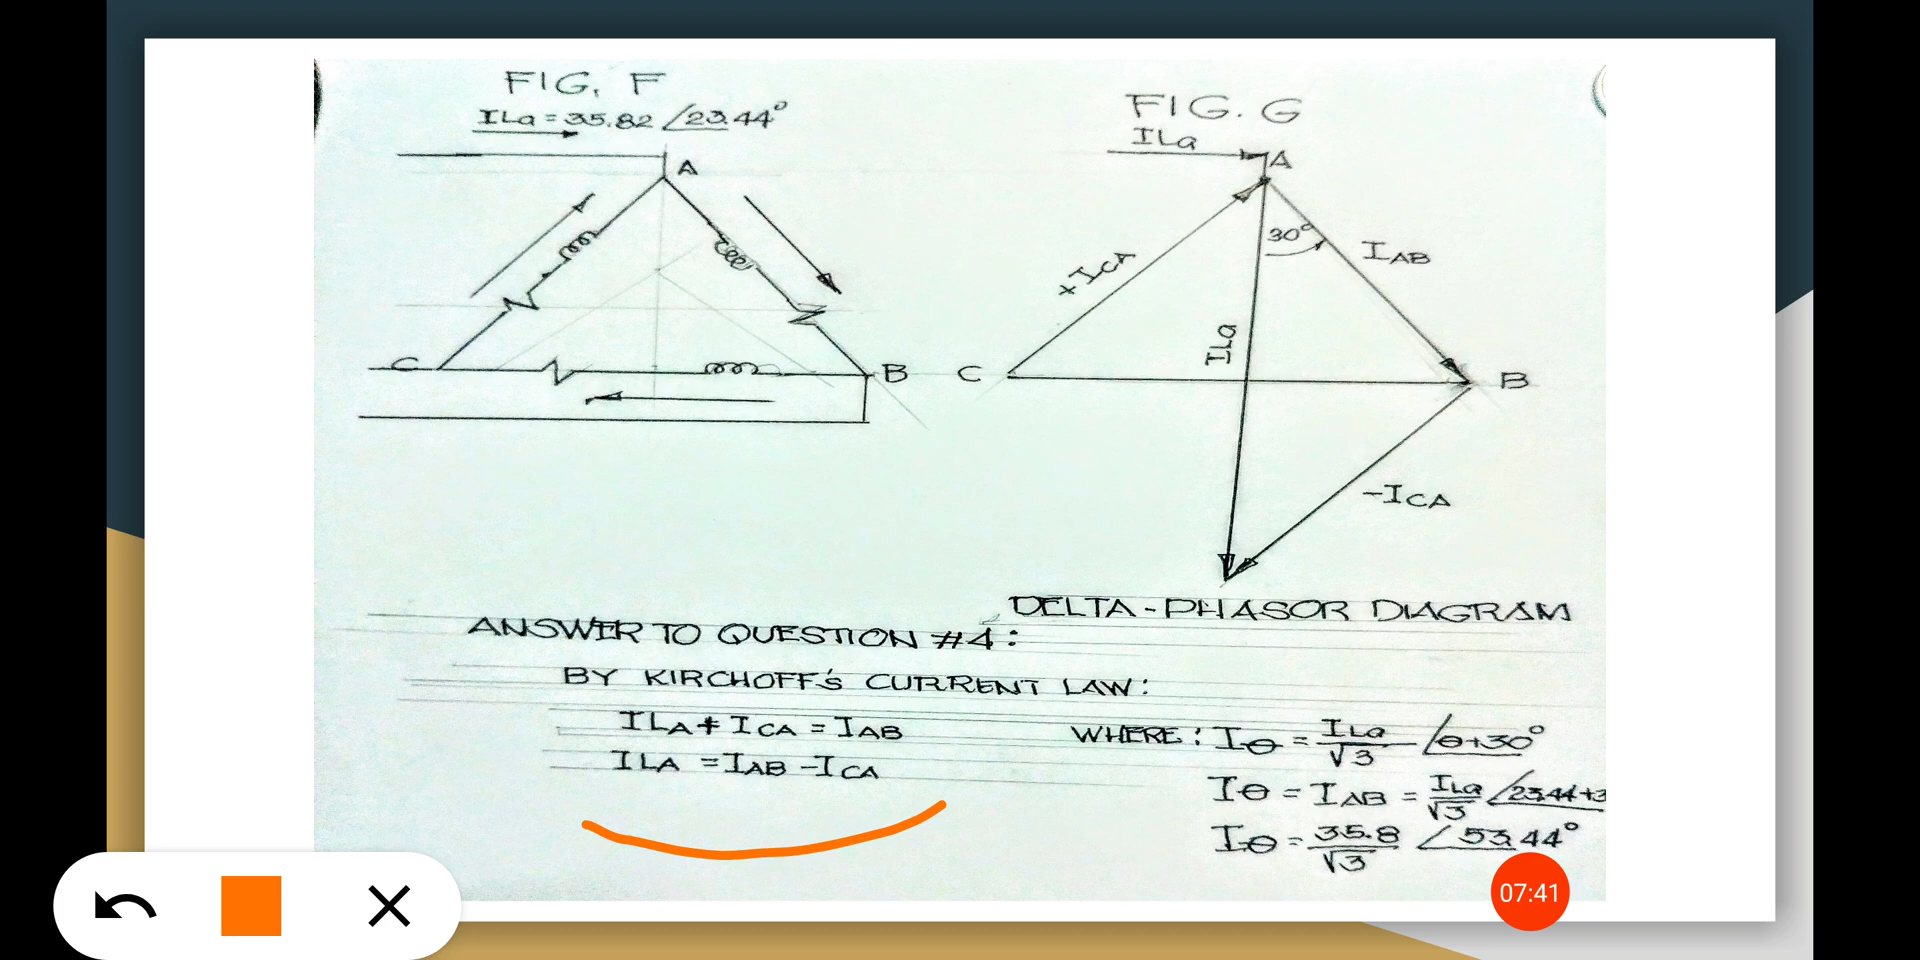 FIG. F
ILa = 35.82 ∠23.44°
A
C
B
FIG. G
ILa
A
30°
IAB
+ICA
ILa
C
B
-ICA
DELTA-PHASOR DIAGRAM
ANSWER TO QUESTION #4:
BY KIRCHOFF'S CURRENT LAW:
ILA + ICA = IAB
ILA = IAB - ICA
WHERE: Iθ = ILa/√3 ∠θ+30°
Iθ = IAB = ILa/√3 ∠23.44+3
Iθ = 35.8/√3 ∠53.44°
07:41